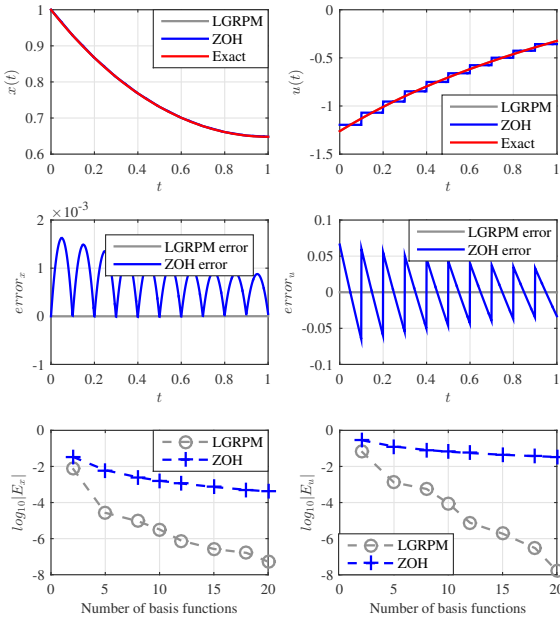 1
0.9
0.8
0.7
0.6
x(t)
LGRPM
ZOH
Exact
0 0.2 0.4 0.6 0.8 1
t
0
-0.5
-1
-1.5
u(t)
LGRPM
ZOH
Exact
0 0.2 0.4 0.6 0.8 1
t
×10⁻³
2
1
0
-1
error_x
LGRPM error
ZOH error
0 0.2 0.4 0.6 0.8 1
t
0.1
0.05
0
-0.05
-0.1
error_u
LGRPM error
ZOH error
0 0.2 0.4 0.6 0.8 1
t
0
-2
-4
-6
-8
log₁₀|E_x|
LGRPM
ZOH
0 5 10 15 20
Number of basis functions
0
-2
-4
-6
-8
log₁₀|E_u|
LGRPM
ZOH
0 5 10 15 20
Number of basis functions